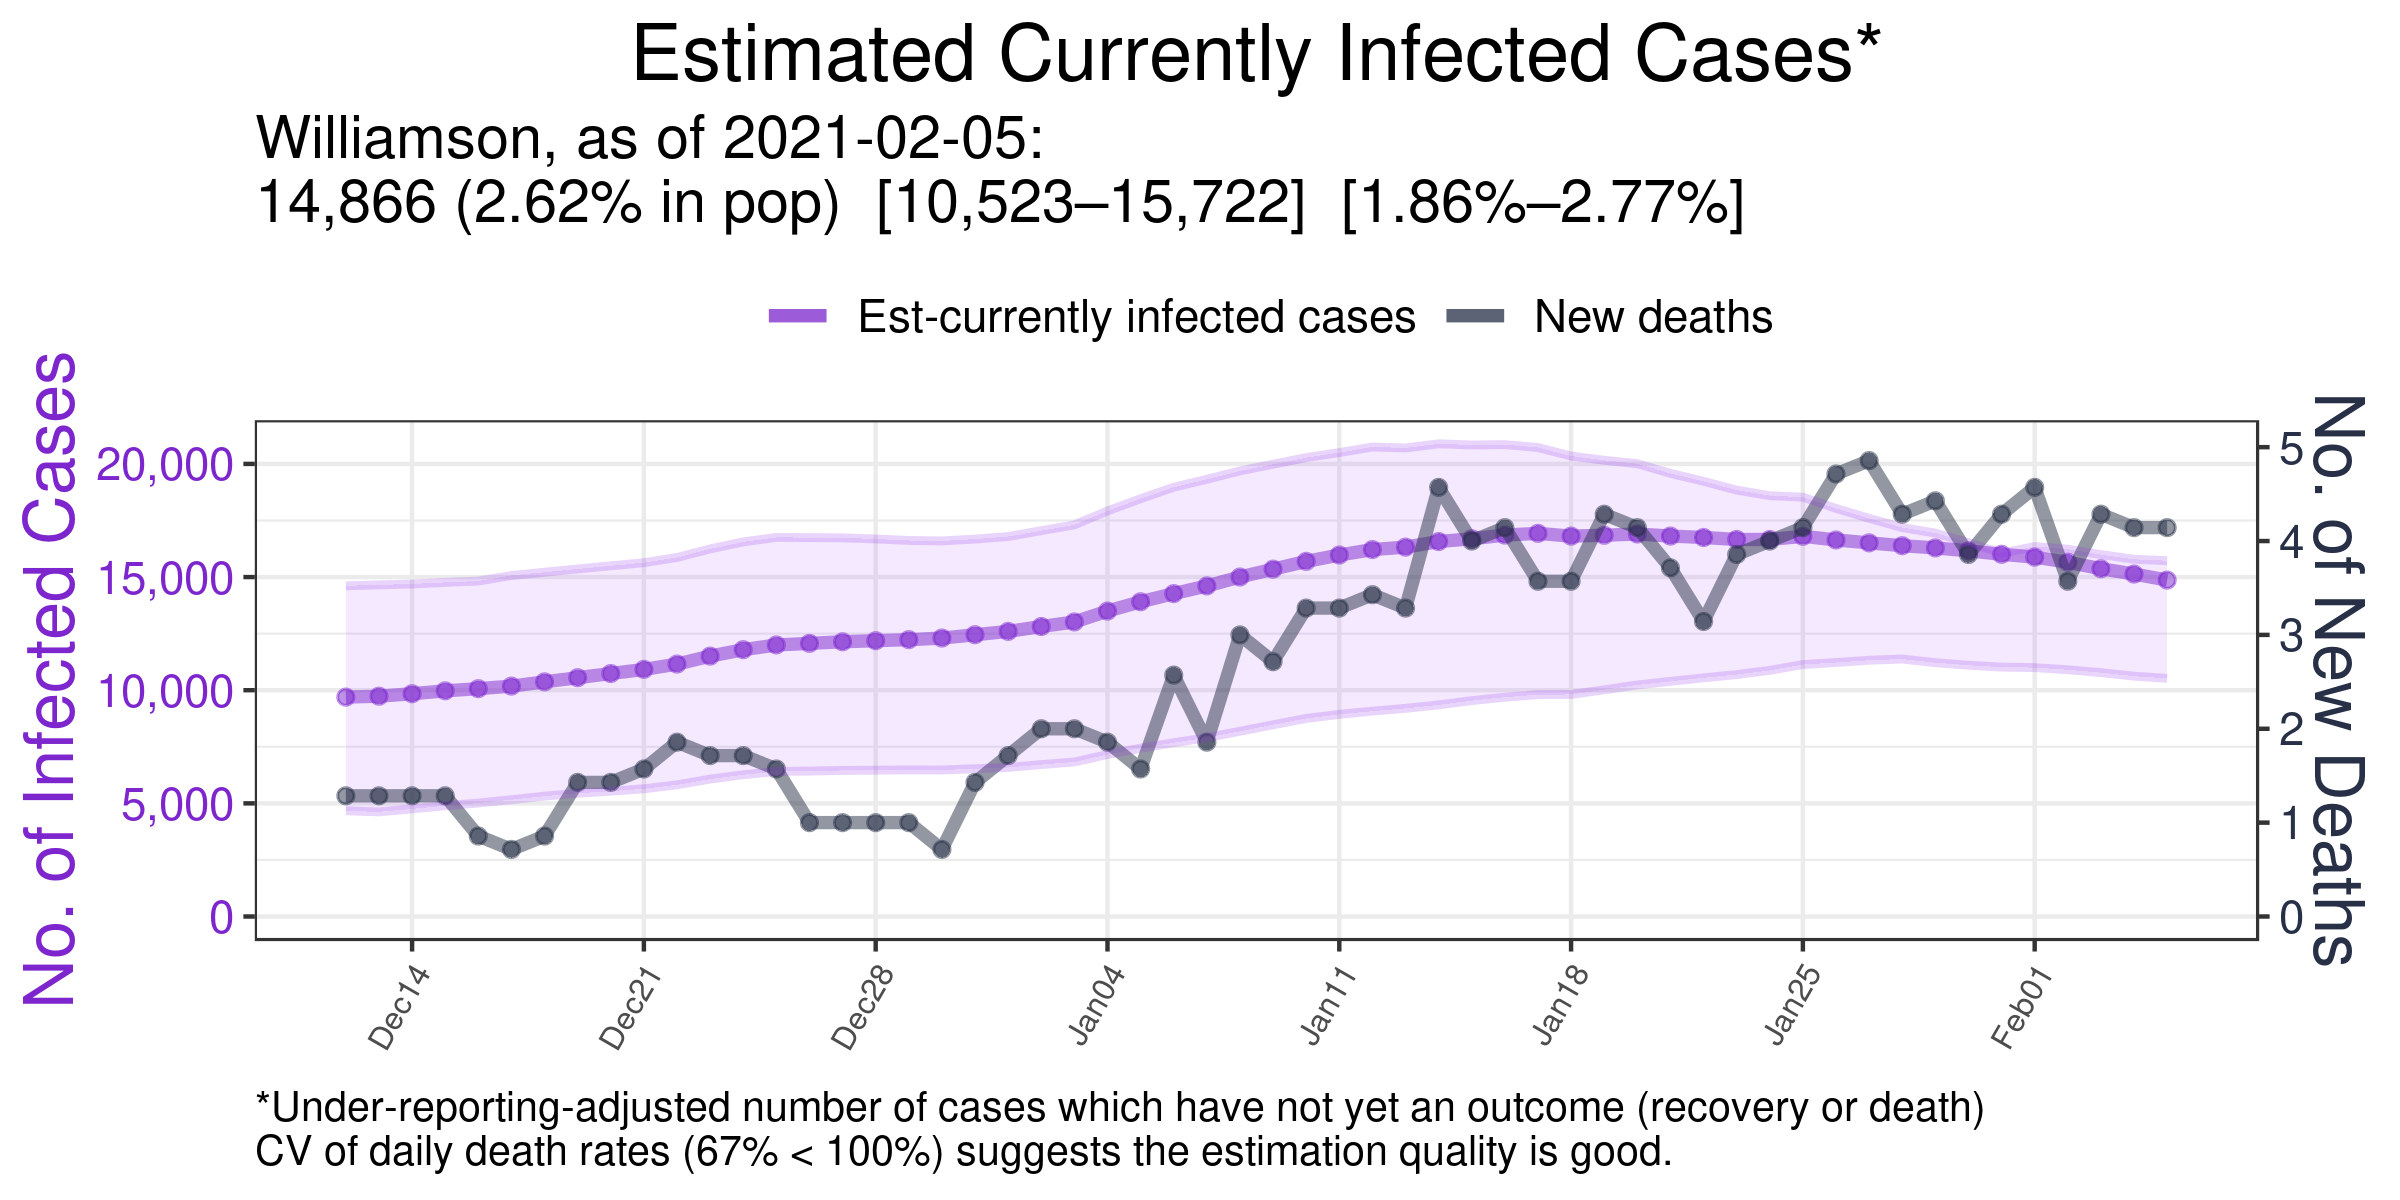 Estimated Currently Infected Cases*
Williamson, as of 2021-02-05:
14,866 (2.62% in pop)  [10,523–15,722]  [1.86%–2.77%]
Est-currently infected cases
New deaths
No. of Infected Cases
20,000
15,000
10,000
5,000
0
5
4
3
2
1
0
No. of New Deaths
Dec14
Dec21
Dec28
Jan04
Jan11
Jan18
Jan25
Feb01
*Under-reporting-adjusted number of cases which have not yet an outcome (recovery or death)
CV of daily death rates (67% < 100%) suggests the estimation quality is good.